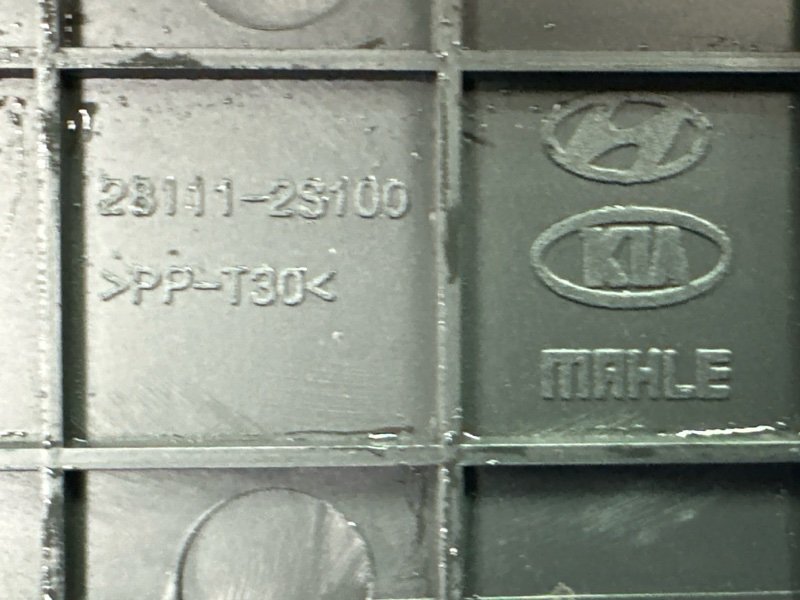 28111-2S100
>PP-T30<
KIA
MAHLE